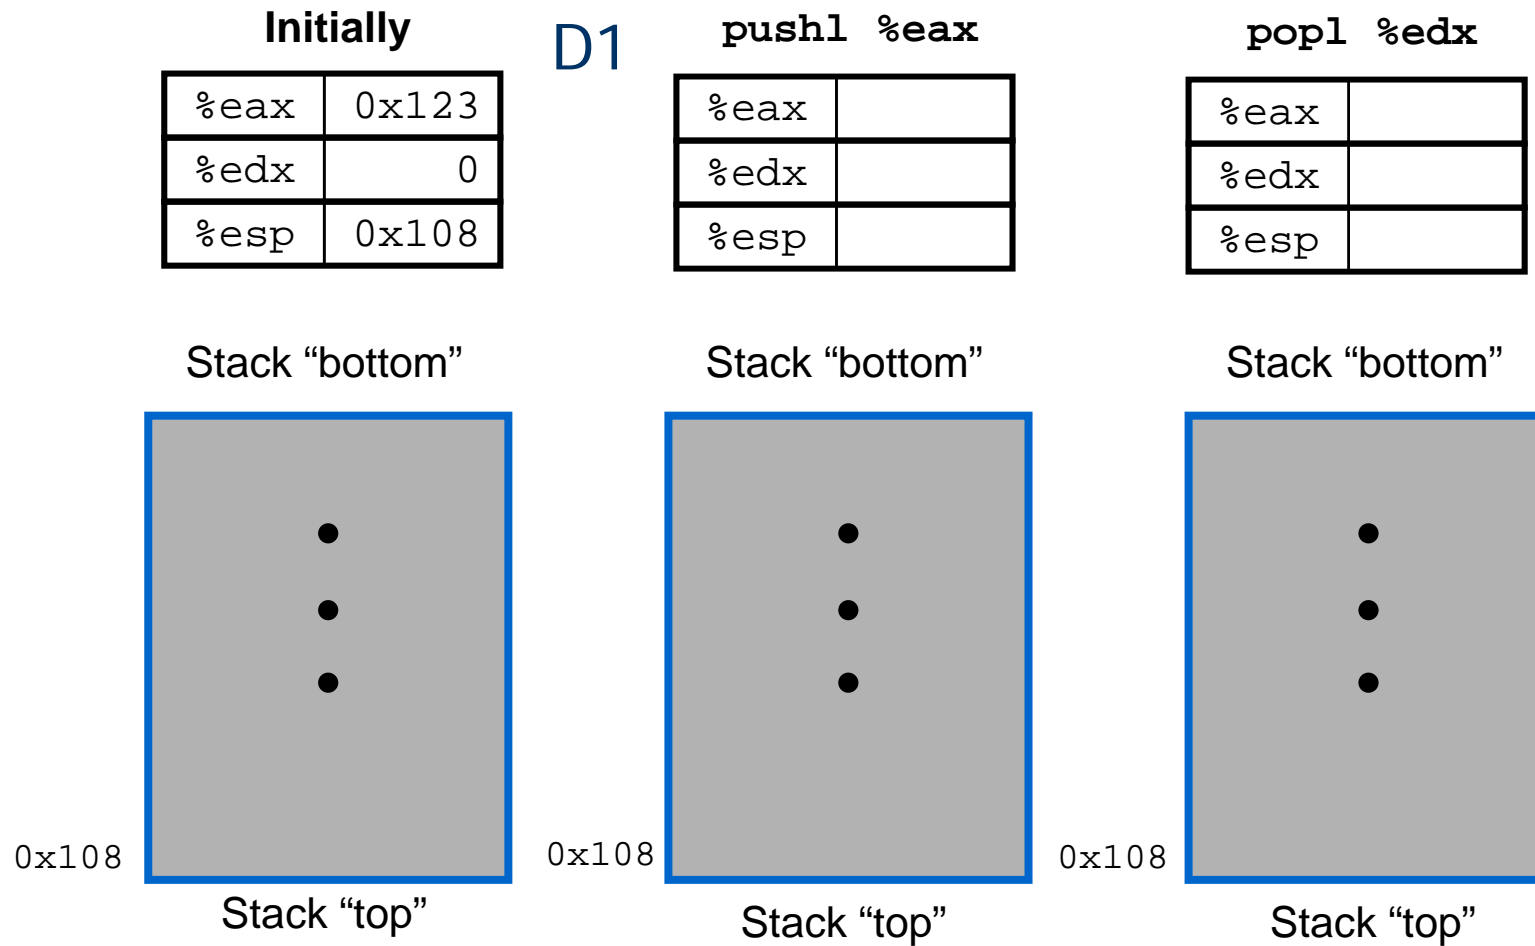 Initially D1 pushl %eax popl %edx
%eax 0x123 %eax %eax
%edx 0 %edx %edx
%esp 0x108 %esp %esp
Stack “bottom” Stack “bottom” Stack “bottom”
0x108 0x108 0x108
Stack “top” Stack “top” Stack “top”